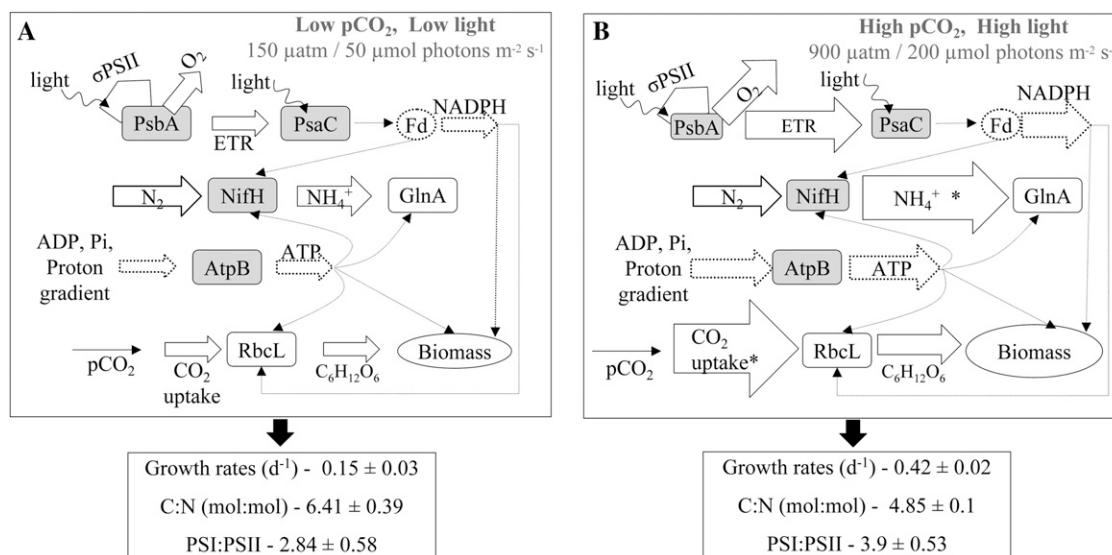 A
Low pCO₂, Low light
150 µatm / 50 µmol photons m⁻² s⁻¹
light
σPSII
O₂
light
NADPH
PsbA
ETR
PsaC
Fd
N₂
NifH
NH₄⁺
GlnA
ADP, Pi,
Proton
gradient
AtpB
ATP
pCO₂
CO₂
uptake
RbcL
C₆H₁₂O₆
Biomass
Growth rates (d⁻¹) - 0.15 ± 0.03
C:N (mol:mol) - 6.41 ± 0.39
PSI:PSII - 2.84 ± 0.58
B
High pCO₂, High light
900 µatm / 200 µmol photons m⁻² s⁻¹
light
σPSII
O₂
light
NADPH
PsbA
ETR
PsaC
Fd
N₂
NifH
NH₄⁺ *
GlnA
ADP, Pi,
Proton
gradient
AtpB
ATP
pCO₂
CO₂
uptake*
RbcL
C₆H₁₂O₆
Biomass
Growth rates (d⁻¹) - 0.42 ± 0.02
C:N (mol:mol) - 4.85 ± 0.1
PSI:PSII - 3.9 ± 0.53